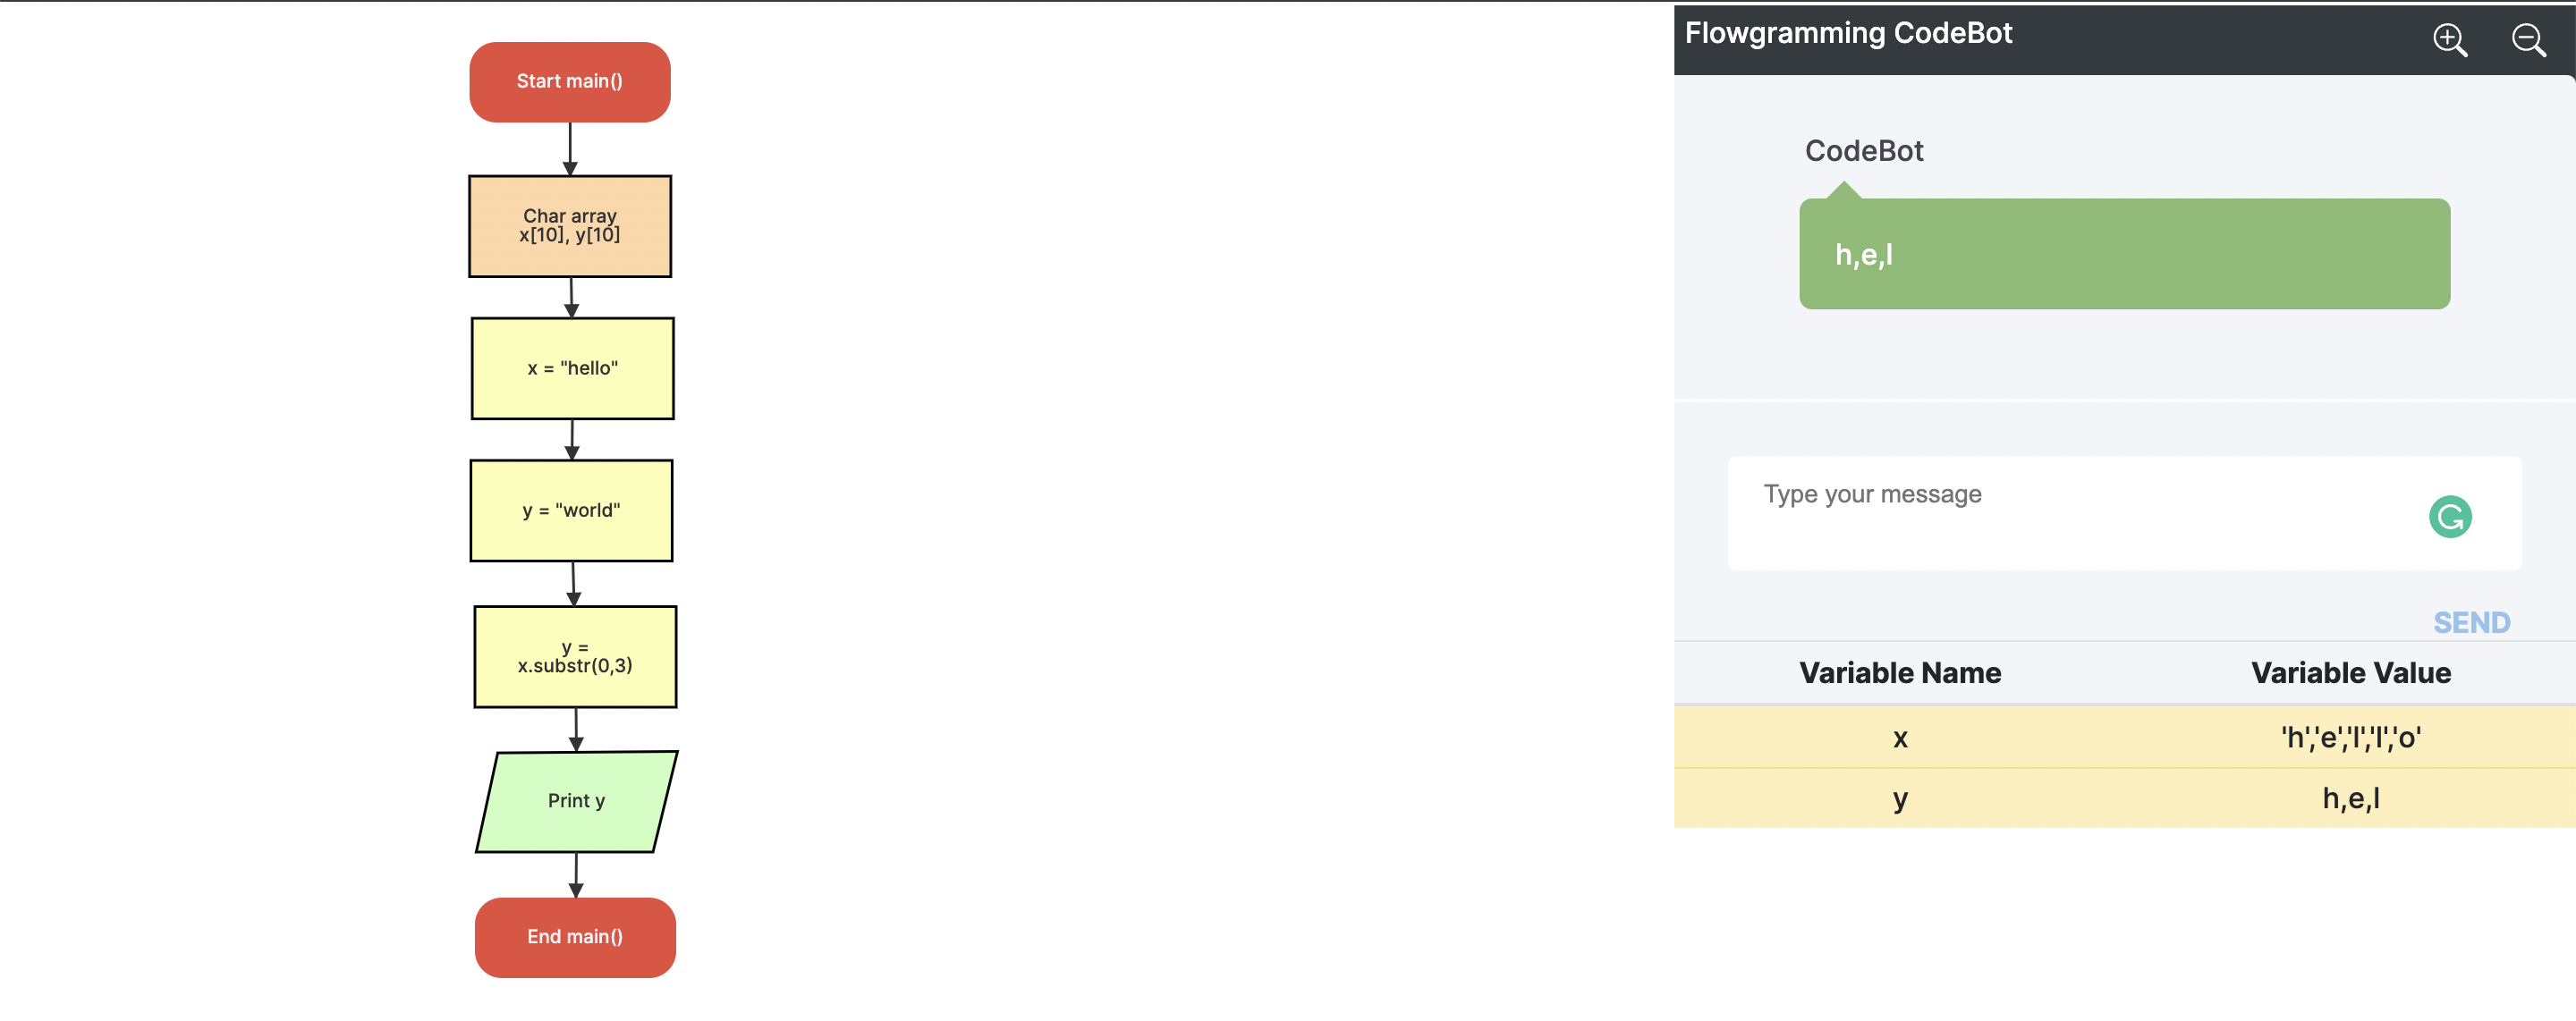 Start main()
Char array
x[10], y[10]
x = "hello"
y = "world"
y =
x.substr(0,3)
Print y
End main()
Flowgramming CodeBot
CodeBot
h,e,l
Type your message
SEND
Variable Name Variable Value
x 'h','e','l','l','o'
y h,e,l